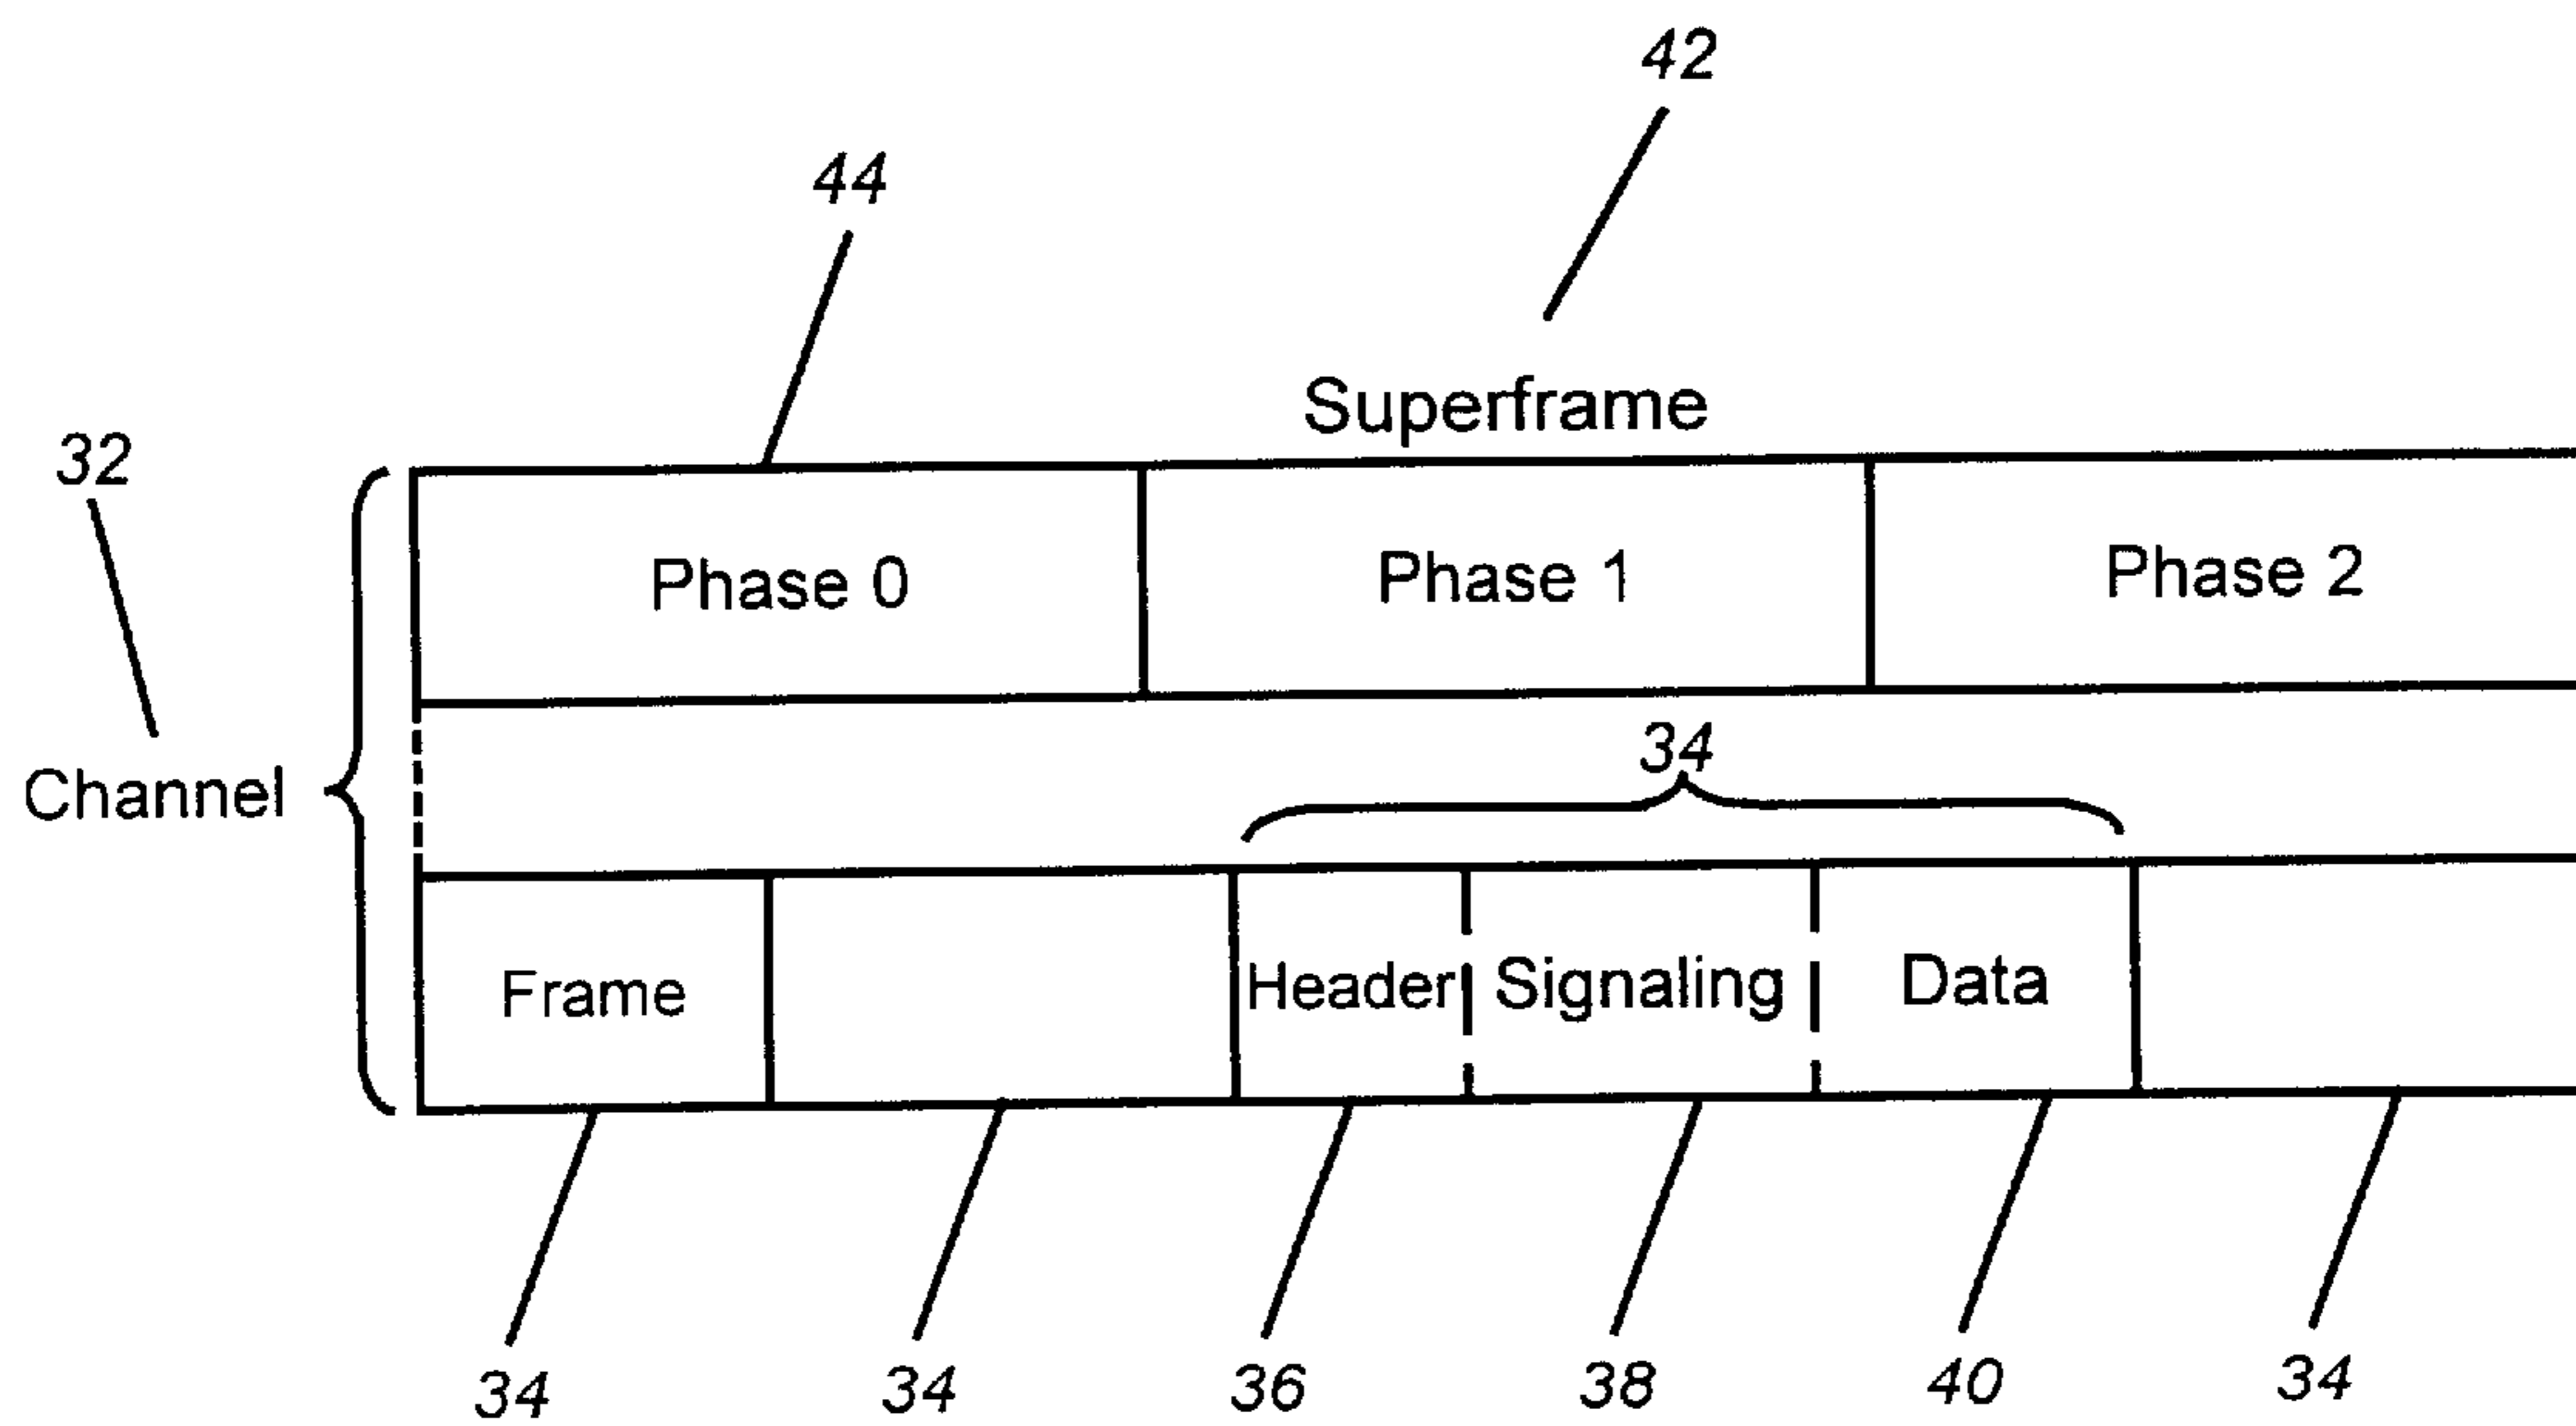 42
44
Superframe
32
Phase 0 Phase 1 Phase 2
34
Channel
Frame Header Signaling Data
34 34 36 38 40 34